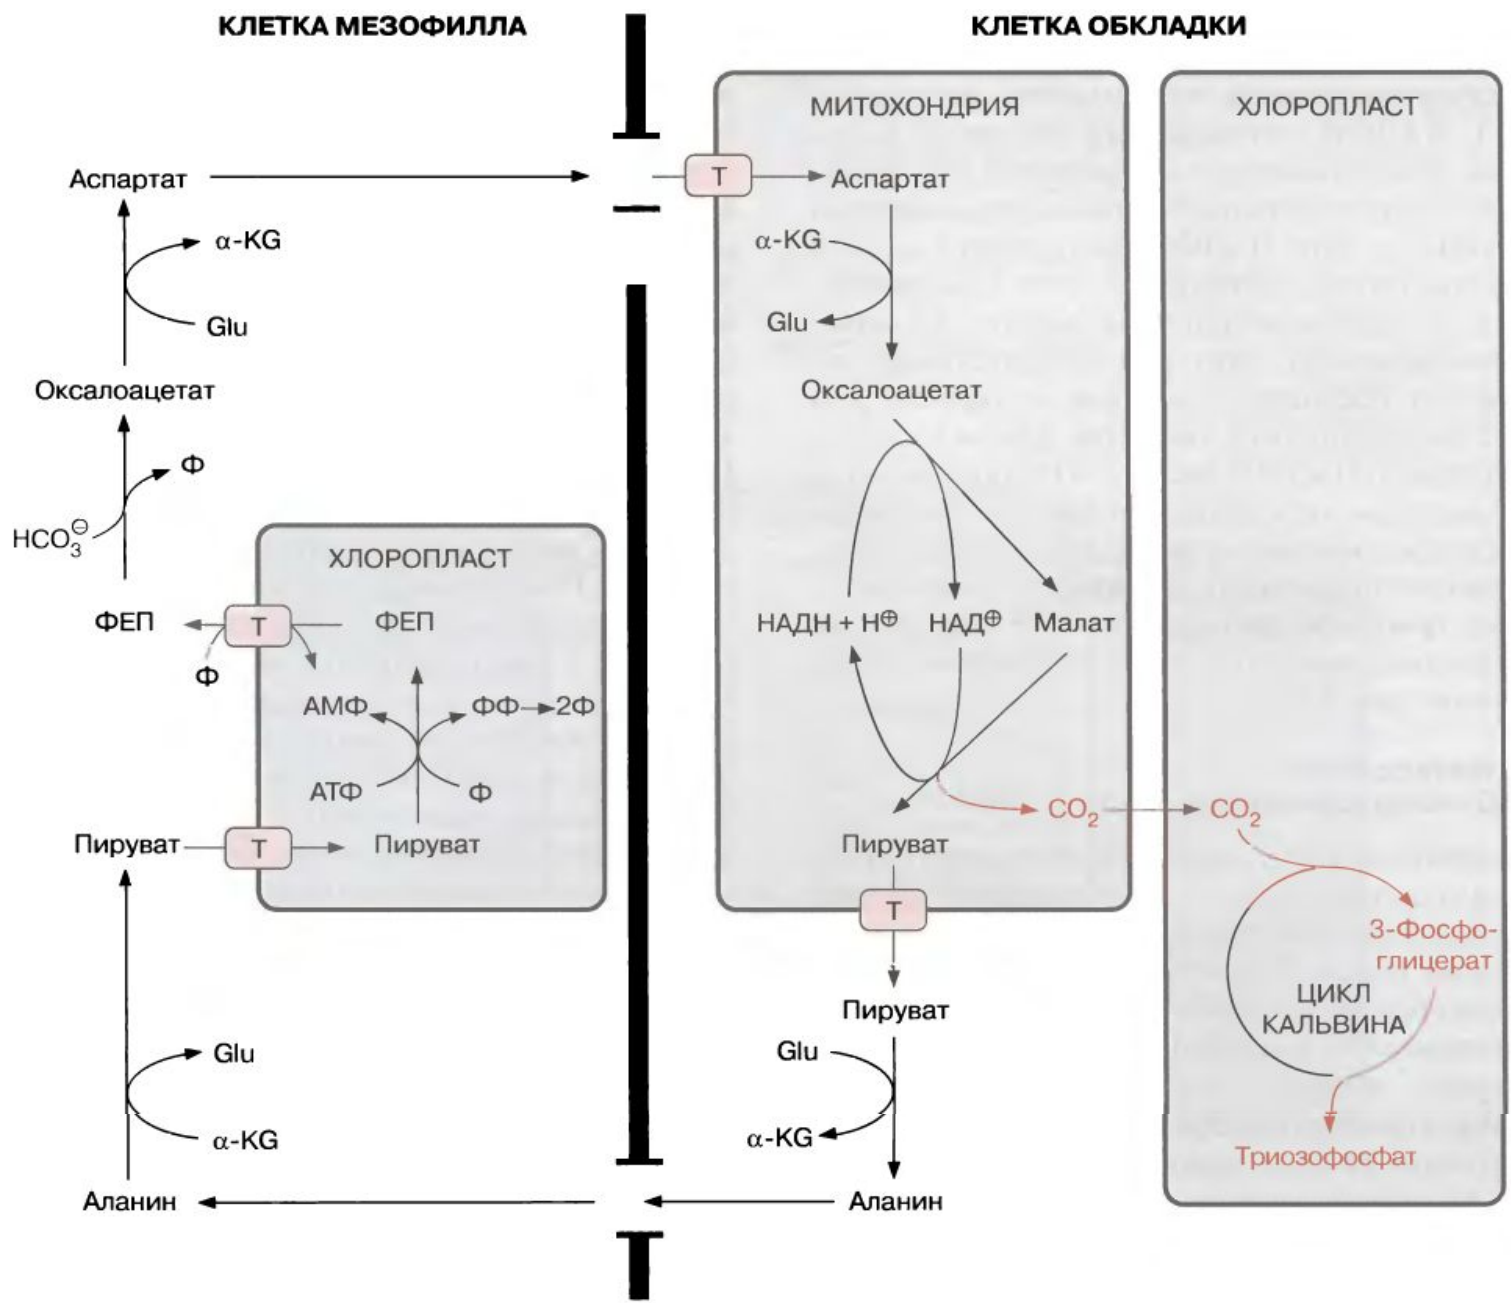 КЛЕТКА МЕЗОФИЛЛА
КЛЕТКА ОБКЛАДКИ
Аспартат
α-KG
Glu
Оксалоацетат
Ф
HCO₃⊖
ХЛОРОПЛАСТ
ФЕП
Т
ФЕП
Ф
АМФ
ФФ
2Ф
АТФ
Ф
Пируват
Т
Пируват
Glu
α-KG
Аланин
МИТОХОНДРИЯ
Т
Аспартат
α-KG
Glu
Оксалоацетат
НАДН + Н⊕
НАД⊕
Малат
CO₂
Пируват
Т
Пируват
Glu
α-KG
Аланин
ХЛОРОПЛАСТ
CO₂
3-Фосфо-
глицерат
ЦИКЛ
КАЛЬВИНА
Триозофосфат